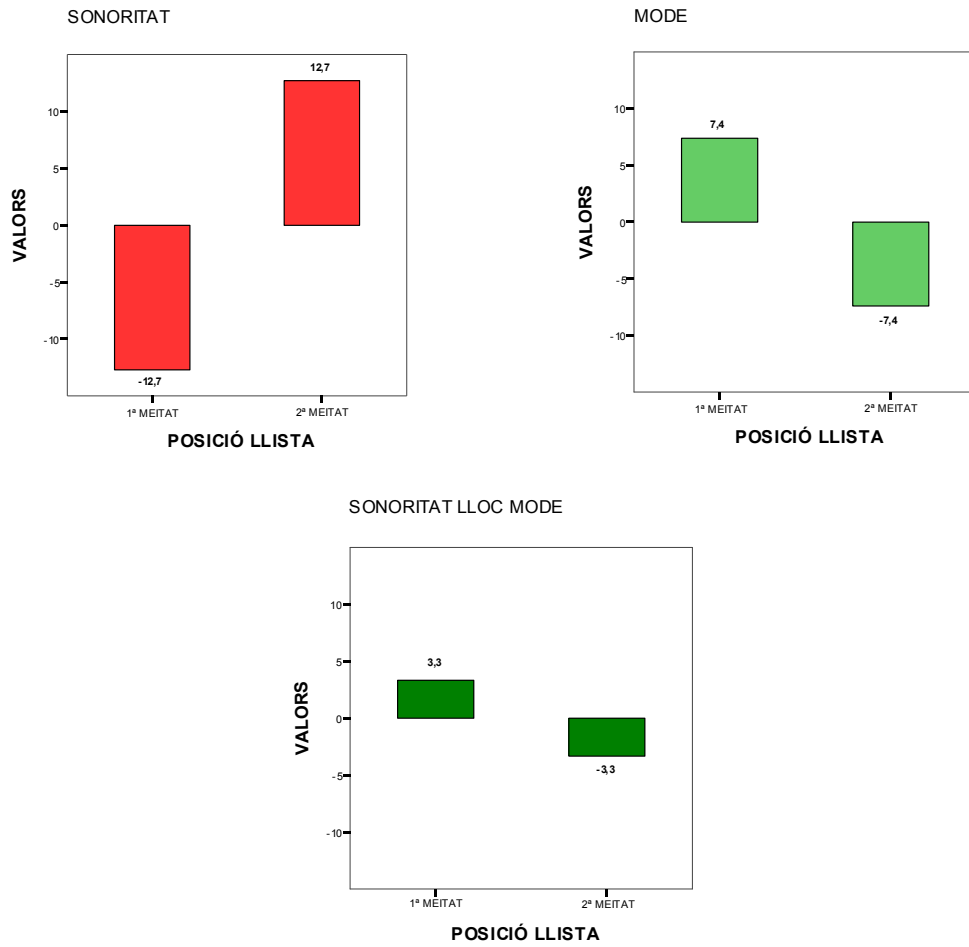 SONORITAT
12,7
10
5
0
-5
-10
-12,7
VALORS
1ª MEITAT 2ª MEITAT
POSICIÓ LLISTA
MODE
10
7,4
5
0
-5
-7,4
-10
VALORS
1ª MEITAT 2ª MEITAT
POSICIÓ LLISTA
SONORITAT LLOC MODE
10
5
3,3
0
-3,3
-5
-10
VALORS
1ª MEITAT 2ª MEITAT
POSICIÓ LLISTA